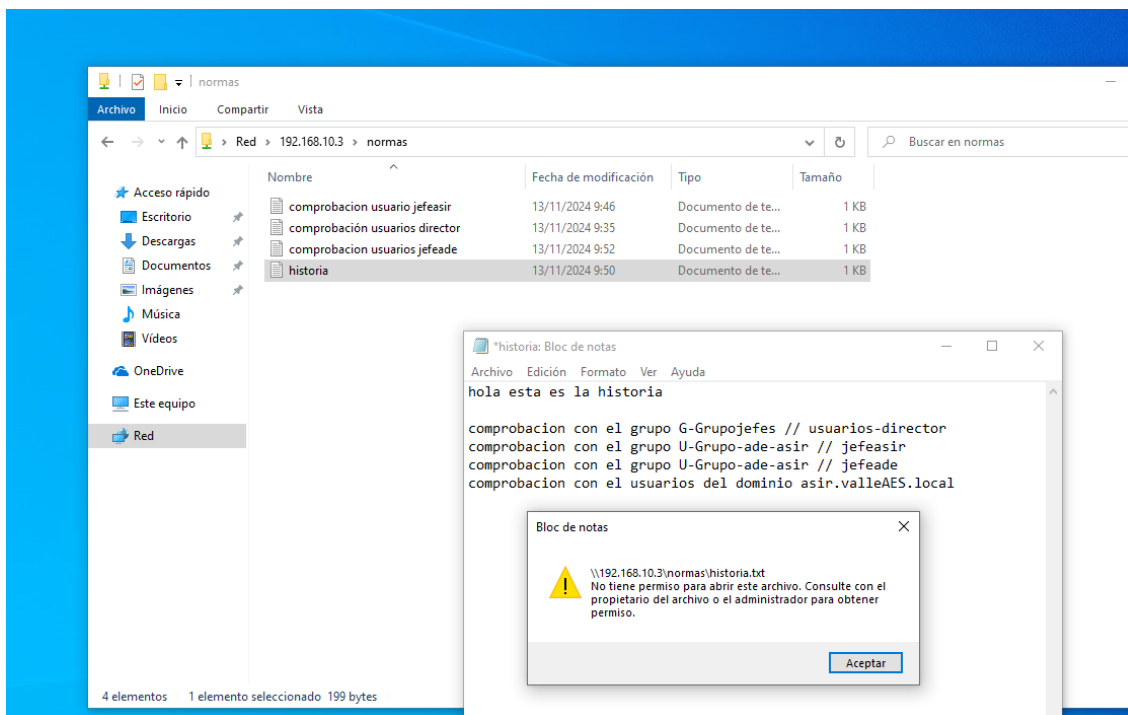 normas
Archivo Inicio Compartir Vista
Red > 192.168.10.3 > normas
Buscar en normas
Nombre Fecha de modificación Tipo Tamaño
Acceso rápido
Escritorio
Descargas
Documentos
Imágenes
Música
Vídeos
OneDrive
Este equipo
Red
comprobacion usuario jefeasir 13/11/2024 9:46 Documento de te... 1 KB
comprobación usuarios director 13/11/2024 9:35 Documento de te... 1 KB
comprobacion usuarios jefeade 13/11/2024 9:52 Documento de te... 1 KB
historia 13/11/2024 9:50 Documento de te... 1 KB
*historia: Bloc de notas
Archivo Edición Formato Ver Ayuda
hola esta es la historia
comprobacion con el grupo G-Grupojefes // usuarios-director
comprobacion con el grupo U-Grupo-ade-asir // jefeasir
comprobacion con el grupo U-Grupo-ade-asir // jefeade
comprobacion con el usuarios del dominio asir.valleAES.local
Bloc de notas
\\192.168.10.3\normas\historia.txt
No tiene permiso para abrir este archivo. Consulte con el
propietario del archivo o el administrador para obtener
permiso.
Aceptar
4 elementos 1 elemento seleccionado 199 bytes